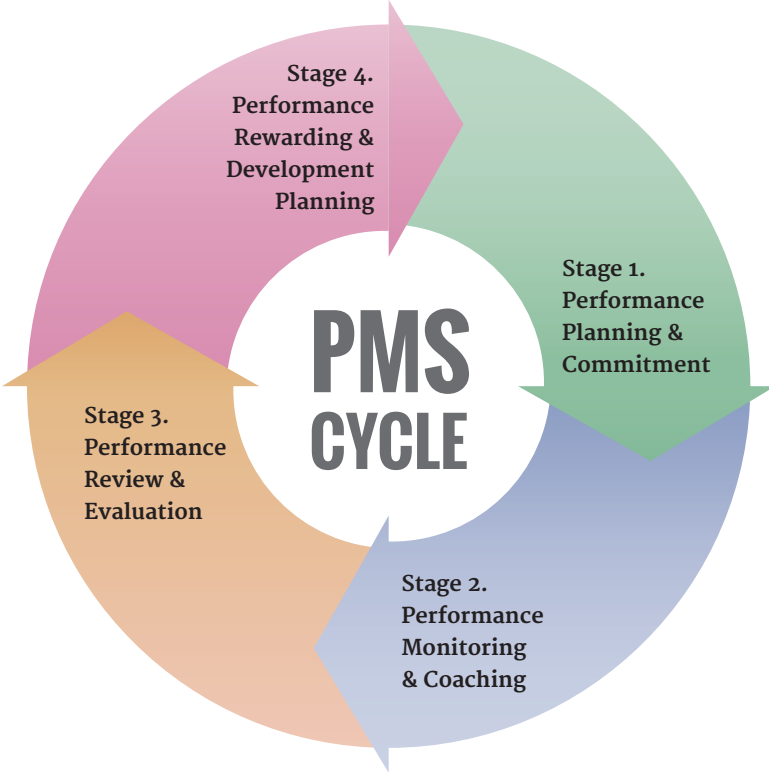 PMS
CYCLE
Stage 1.
Performance
Planning &
Commitment
Stage 2.
Performance
Monitoring
& Coaching
Stage 3.
Performance
Review &
Evaluation
Stage 4.
Performance
Rewarding &
Development
Planning